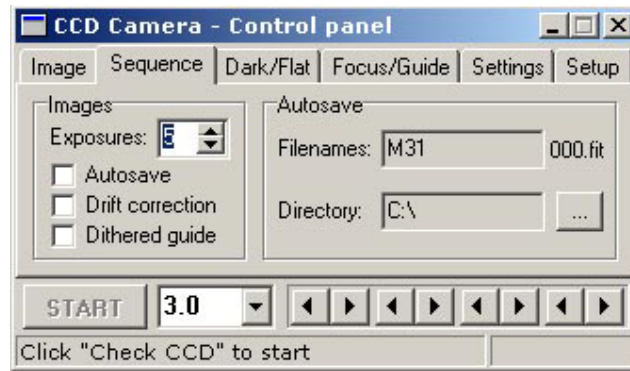 CCD Camera - Control panel
Image Sequence Dark/Flat Focus/Guide Settings Setup
Images
Exposures: 5
Autosave
Drift correction
Dithered guide
Autosave
Filenames: M31 000.fit
Directory: C:\ ...
START 3.0
Click "Check CCD" to start